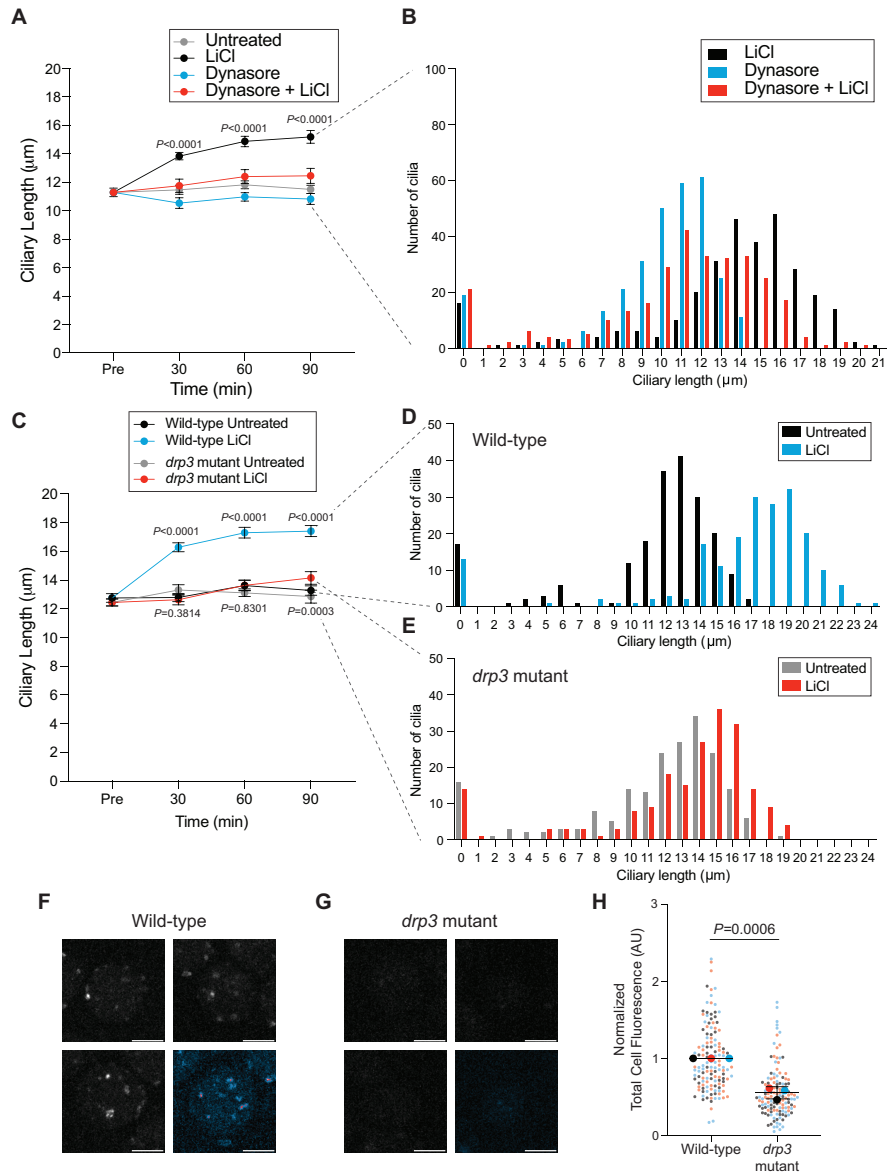 A
Untreated
LiCl
Dynasore
Dynasore + LiCl
20
18
16
14
12
10
8
6
4
2
0
Ciliary Length (µm)
P<0.0001
P<0.0001
P<0.0001
Pre
30
60
90
Time (min)
B
LiCl
Dynasore
Dynasore + LiCl
100
80
60
40
20
0
Number of cilia
0 1 2 3 4 5 6 7 8 9 10 11 12 13 14 15 16 17 18 19 20 21
Ciliary length (µm)
C
Wild-type Untreated
Wild-type LiCl
drp3 mutant Untreated
drp3 mutant LiCl
20
18
16
14
12
10
8
6
4
2
0
Ciliary Length (µm)
P<0.0001
P<0.0001
P<0.0001
P=0.3814
P=0.8301
P=0.0003
Pre
30
60
90
Time (min)
D
Wild-type
Untreated
LiCl
50
40
30
20
10
0
Number of cilia
0 1 2 3 4 5 6 7 8 9 10 11 12 13 14 15 16 17 18 19 20 21 22 23 24
Ciliary length (µm)
E
drp3 mutant
Untreated
LiCl
50
40
30
20
10
0
Number of cilia
0 1 2 3 4 5 6 7 8 9 10 11 12 13 14 15 16 17 18 19 20 21 22 23 24
Ciliary length (µm)
F
Wild-type
G
drp3 mutant
H
P=0.0006
3
2
1
0
Normalized
Total Cell Fluorescence (AU)
Wild-type
drp3
mutant